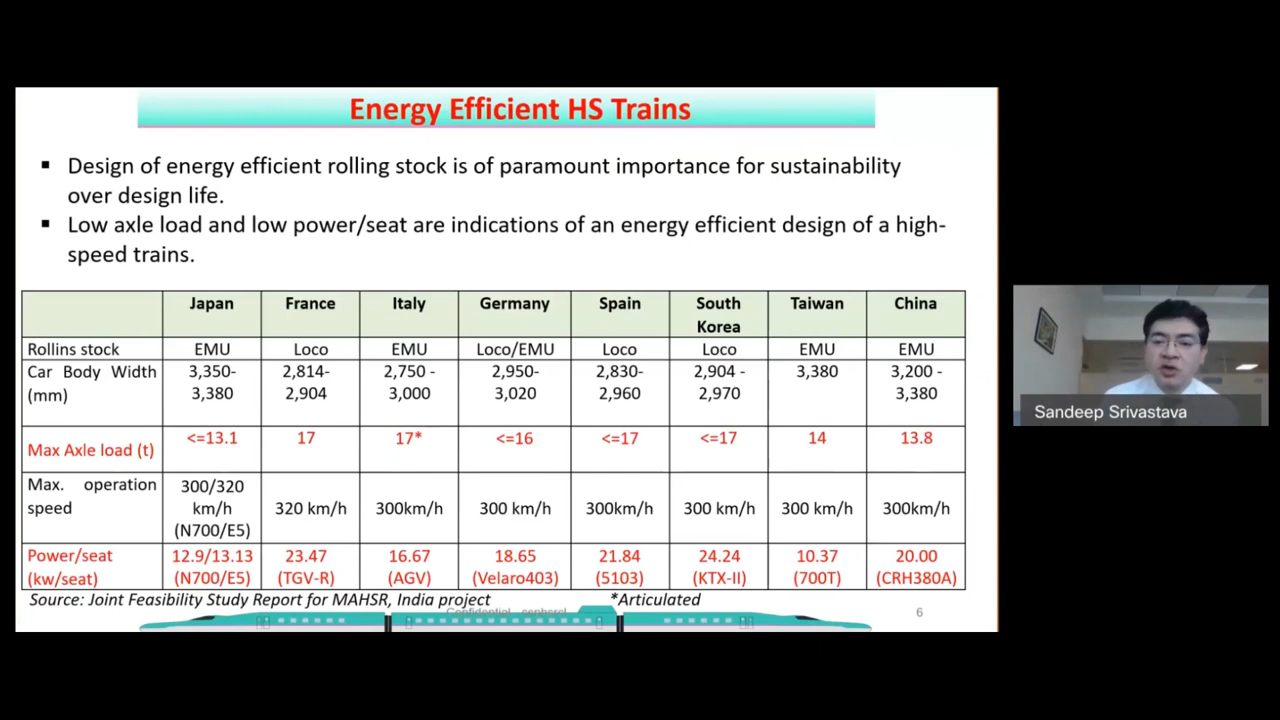 Energy Efficient HS Trains
▪ Design of energy efficient rolling stock is of paramount importance for sustainability
over design life.
▪ Low axle load and low power/seat are indications of an energy efficient design of a high-
speed trains.
Japan France Italy Germany Spain South Korea Taiwan China
Rollins stock EMU Loco EMU Loco/EMU Loco Loco EMU EMU
Car Body Width (mm) 3,350-3,380 2,814-2,904 2,750 - 3,000 2,950-3,020 2,830-2,960 2,904 - 2,970 3,380 3,200 - 3,380
Max Axle load (t) <=13.1 17 17* <=16 <=17 <=17 14 13.8
Max. operation speed 300/320 km/h (N700/E5) 320 km/h 300km/h 300 km/h 300km/h 300 km/h 300 km/h 300km/h
Power/seat (kw/seat) 12.9/13.13 (N700/E5) 23.47 (TGV-R) 16.67 (AGV) 18.65 (Velaro403) 21.84 (5103) 24.24 (KTX-II) 10.37 (700T) 20.00 (CRH380A)
Source: Joint Feasibility Study Report for MAHSR, India project *Articulated
Confidential
6
Sandeep Srivastava